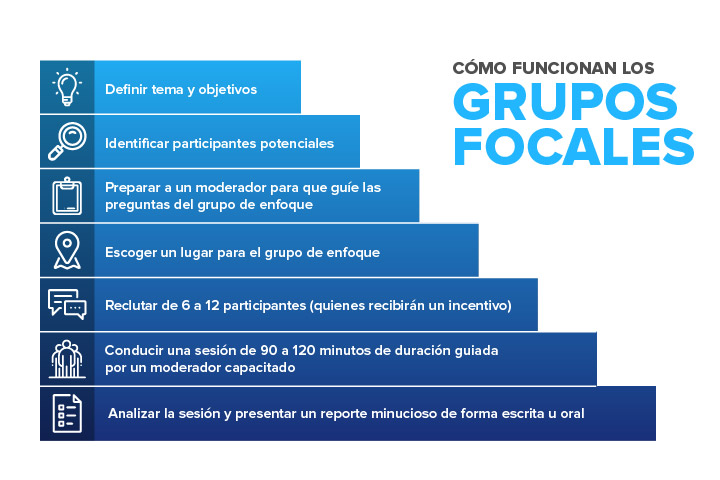 CÓMO FUNCIONAN LOS
GRUPOS
FOCALES
Definir tema y objetivos
Identificar participantes potenciales
Preparar a un moderador para que guíe las
preguntas del grupo de enfoque
Escoger un lugar para el grupo de enfoque
Reclutar de 6 a 12 participantes (quienes recibirán un incentivo)
Conducir una sesión de 90 a 120 minutos de duración guiada
por un moderador capacitado
Analizar la sesión y presentar un reporte minucioso de forma escrita u oral